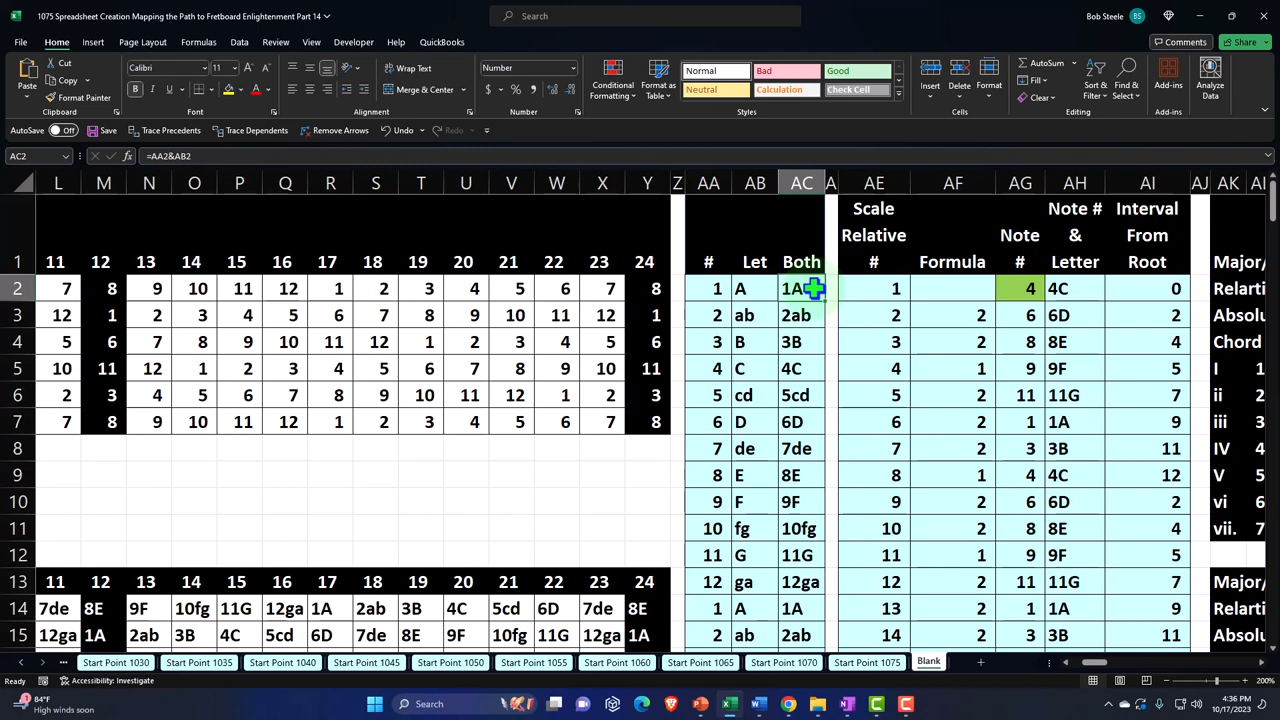 1075 Spreadsheet Creation Mapping the Path to Fretboard Enlightenment Part 14
Search
Bob Steele
BS
File Home Insert Page Layout Formulas Data Review View Developer Help QuickBooks
Comments Share
Paste
Cut
Copy
Format Painter
Clipboard
Calibri 11
B I U
Font
Wrap Text
Merge & Center
Alignment
Number
$ % ,
Number
Conditional Formatting
Format as Table
Normal Bad Good
Neutral Calculation Check Cell
Styles
Insert Delete Format
Cells
AutoSum
Fill
Clear
Sort & Filter
Find & Select
Editing
Add-ins
Add-ins
Analyze Data
AutoSave Off Save Trace Precedents Trace Dependents Remove Arrows Undo Redo
AC2 fx =AA2&AB2
L M N O P Q R S T U V W X Y Z AA AB AC A AE AF AG AH AI AJ AK
Scale Note # Interval
Relative Note & From
1 11 12 13 14 15 16 17 18 19 20 21 22 23 24 # Let Both # Formula # Letter Root Major/
2 7 8 9 10 11 12 1 2 3 4 5 6 7 8 1 A 1A 1 4 4C 0 Relarti
3 12 1 2 3 4 5 6 7 8 9 10 11 12 1 2 ab 2ab 2 2 6 6D 2 Absolu
4 5 6 7 8 9 10 11 12 1 2 3 4 5 6 3 B 3B 3 2 8 8E 4 Chord
5 10 11 12 1 2 3 4 5 6 7 8 9 10 11 4 C 4C 4 1 9 9F 5 I 1
6 2 3 4 5 6 7 8 9 10 11 12 1 2 3 5 cd 5cd 5 2 11 11G 7 ii 2
7 7 8 9 10 11 12 1 2 3 4 5 6 7 8 6 D 6D 6 2 1 1A 9 iii 3
8 7 de 7de 7 2 3 3B 11 IV 4
9 8 E 8E 8 1 4 4C 12 V 5
10 9 F 9F 9 2 6 6D 2 vi 6
11 10 fg 10fg 10 2 8 8E 4 vii. 7
12 11 G 11G 11 1 9 9F 5
13 11 12 13 14 15 16 17 18 19 20 21 22 23 24 12 ga 12ga 12 2 11 11G 7 Major/
14 7de 8E 9F 10fg 11G 12ga 1A 2ab 3B 4C 5cd 6D 7de 8E 1 A 1A 13 2 1 1A 9 Relarti
15 12ga 1A 2ab 3B 4C 5cd 6D 7de 8E 9F 10fg 11G 12ga 1A 2 ab 2ab 14 2 3 3B 11 Absolu
... Start Point 1030 Start Point 1035 Start Point 1040 Start Point 1045 Start Point 1050 Start Point 1055 Start Point 1060 Start Point 1065 Start Point 1070 Start Point 1075 Blank
Ready Accessibility: Investigate 200%
84°F
High winds soon
Search
4:36 PM
10/17/2023